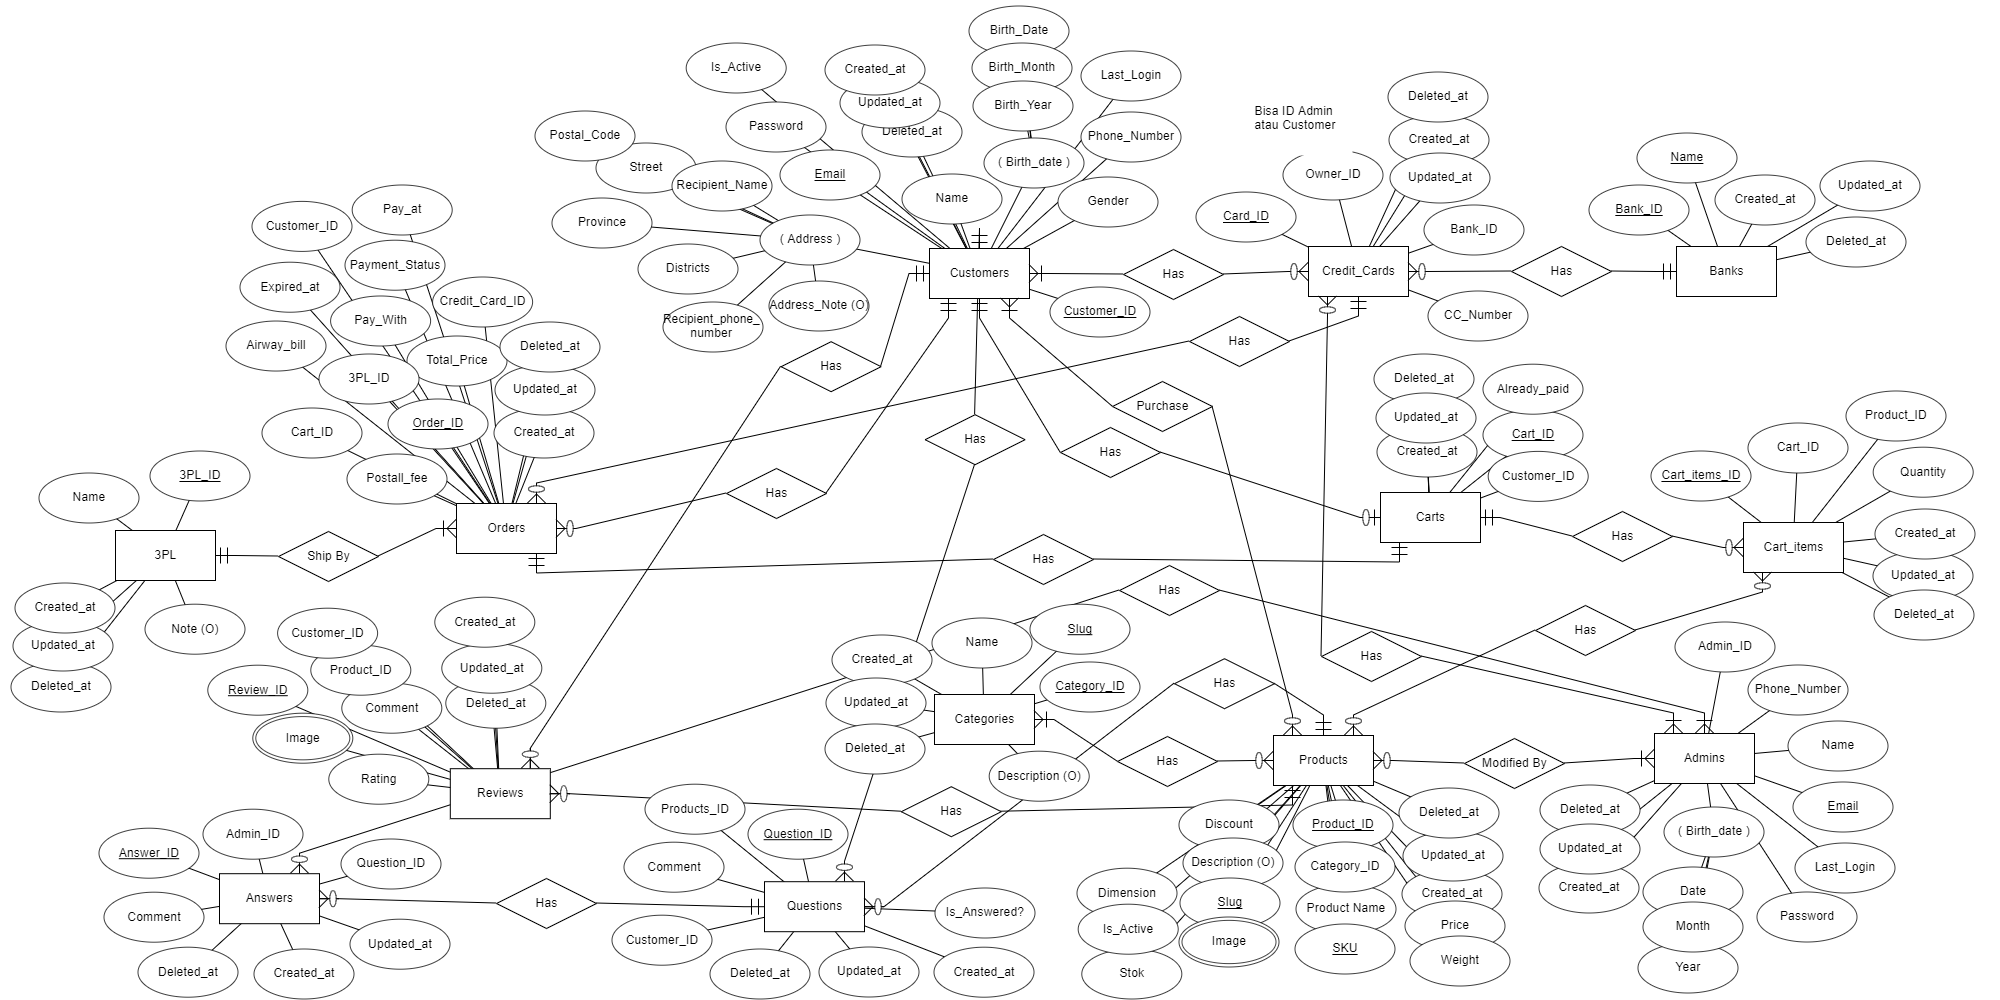 Birth_Date
Is_Active
Created_at
Birth_Month
Last_Login
Updated_at
Birth_Year
Deleted_at
Postal_Code
Password
Deleted_at
Phone_Number
Bisa ID Admin
atau Customer
Created_at
Name
Street
Recipient_Name
Email
( Birth_date )
Owner_ID
Updated_at
Updated_at
Created_at
Name
Gender
Card_ID
Bank_ID
Bank_ID
Deleted_at
Pay_at
Customer_ID
Province
( Address )
Payment_Status
Districts
Customers
Has
Credit_Cards
Has
Banks
Expired_at
Credit_Card_ID
Recipient_phone_
number
Address_Note (O)
Customer_ID
CC_Number
Pay_With
Airway_bill
Total_Price
Deleted_at
Has
Has
3PL_ID
Updated_at
Purchase
Deleted_at
Already_paid
Updated_at
Product_ID
Order_ID
Created_at
Cart_ID
Has
Has
Created_at
Cart_ID
Cart_ID
Postall_fee
Customer_ID
Cart_items_ID
Quantity
3PL_ID
Name
Has
Orders
Carts
Has
Cart_items
Created_at
3PL
Ship By
Has
Updated_at
Created_at
Updated_at
Deleted_at
Note (O)
Has
Deleted_at
Customer_ID
Created_at
Name
Slug
Has
Admin_ID
Product_ID
Updated_at
Created_at
Has
Review_ID
Comment
Deleted_at
Updated_at
Category_ID
Has
Phone_Number
Image
Rating
Deleted_at
Categories
Description (O)
Has
Products
Modified By
Admins
Name
Reviews
Products_ID
Has
Answer_ID
Admin_ID
Question_ID
Question_ID
Discount
Product_ID
Deleted_at
Deleted_at
( Birth_date )
Email
Comment
Description (O)
Category_ID
Updated_at
Updated_at
Last_Login
Answers
Has
Questions
Is_Answered?
Dimension
Slug
Product Name
Created_at
Created_at
Date
Comment
Customer_ID
Is_Active
Image
SKU
Price
Month
Password
Updated_at
Deleted_at
Created_at
Deleted_at
Updated_at
Created_at
Stok
Weight
Year